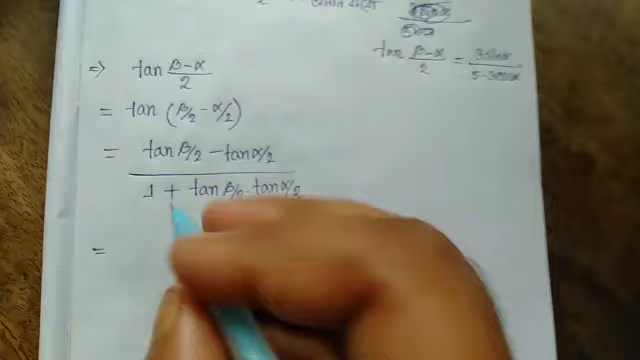 tan (β-α)/2 = 3sinα/(5-3cosα)
=> tan (β-α)/2
= tan (β/2 - α/2)
= (tan β/2 - tan α/2)/(1 + tan β/2 . tan α/2)
=